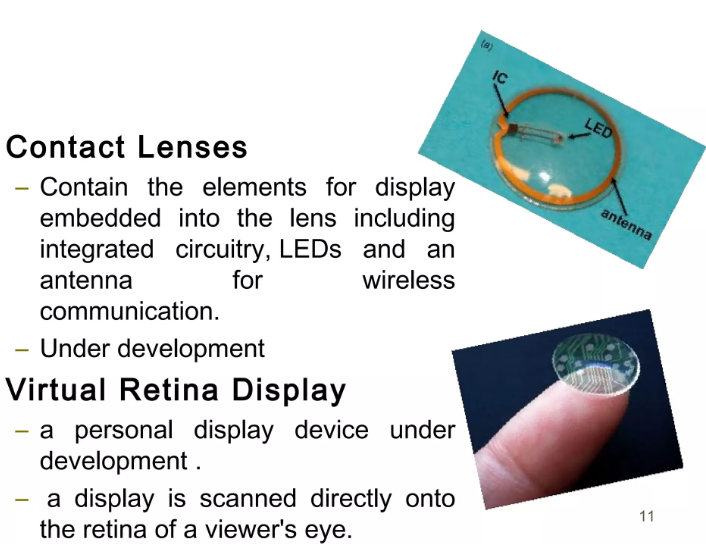 (a)
IC
LED
antenna
Contact Lenses
– Contain the elements for display
embedded into the lens including
integrated circuitry, LEDs and an
antenna for wireless
communication.
– Under development
Virtual Retina Display
– a personal display device under
development .
– a display is scanned directly onto
the retina of a viewer's eye.
11